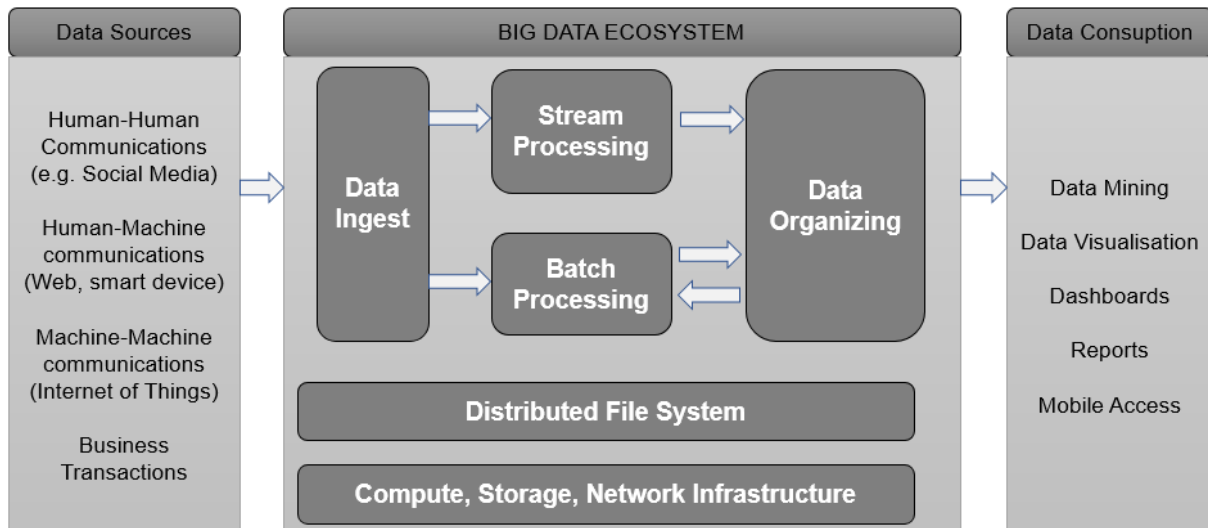 Data Sources
Human-Human
Communications
(e.g. Social Media)
Human-Machine
communications
(Web, smart device)
Machine-Machine
communications
(Internet of Things)
Business
Transactions
BIG DATA ECOSYSTEM
Data
Ingest
Stream
Processing
Batch
Processing
Data
Organizing
Distributed File System
Compute, Storage, Network Infrastructure
Data Consuption
Data Mining
Data Visualisation
Dashboards
Reports
Mobile Access